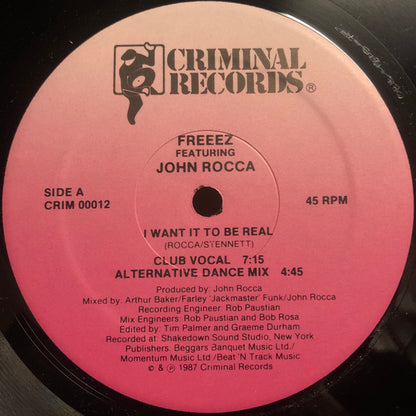 CRIMINAL
RECORDS®
FREEEZ
FEATURING
JOHN ROCCA
SIDE A
CRIM 00012
45 RPM
I WANT IT TO BE REAL
(ROCCA/STENNETT)
CLUB VOCAL 7:15
ALTERNATIVE DANCE MIX 4:45
Produced by: John Rocca
Mixed by: Arthur Baker/Farley 'Jackmaster' Funk/John Rocca
Recording Engineer: Rob Paustian
Mix Engineers: Rob Paustian and Bob Rosa
Edited by: Tim Palmer and Graeme Durham
Recorded at: Shakedown Sound Studio, New York
Publishers: Beggars Banquet Music Ltd./
Momentum Music Ltd/Beat 'N Track Music
© & ℗ 1987 Criminal Records